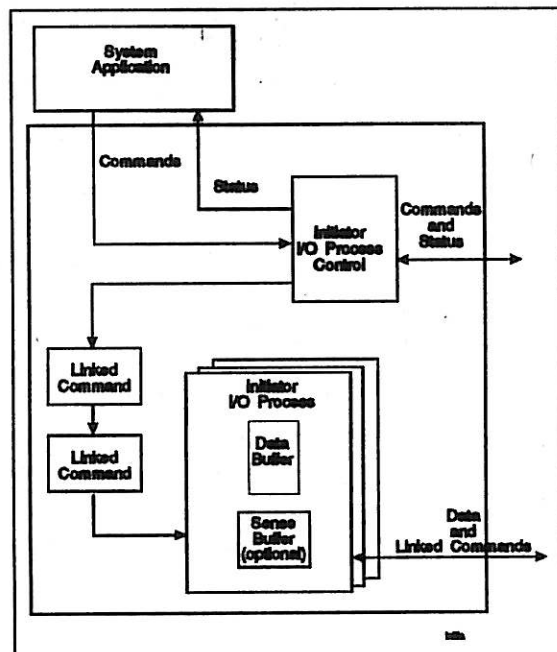 System
Application
Commands
Status
Initiator
I/O Process
Control
Commands
and
Status
Linked
Command
Linked
Command
Initiator
I/O Process
Data
Buffer
Sense
Buffer
(optional)
Data
and
Linked Commands